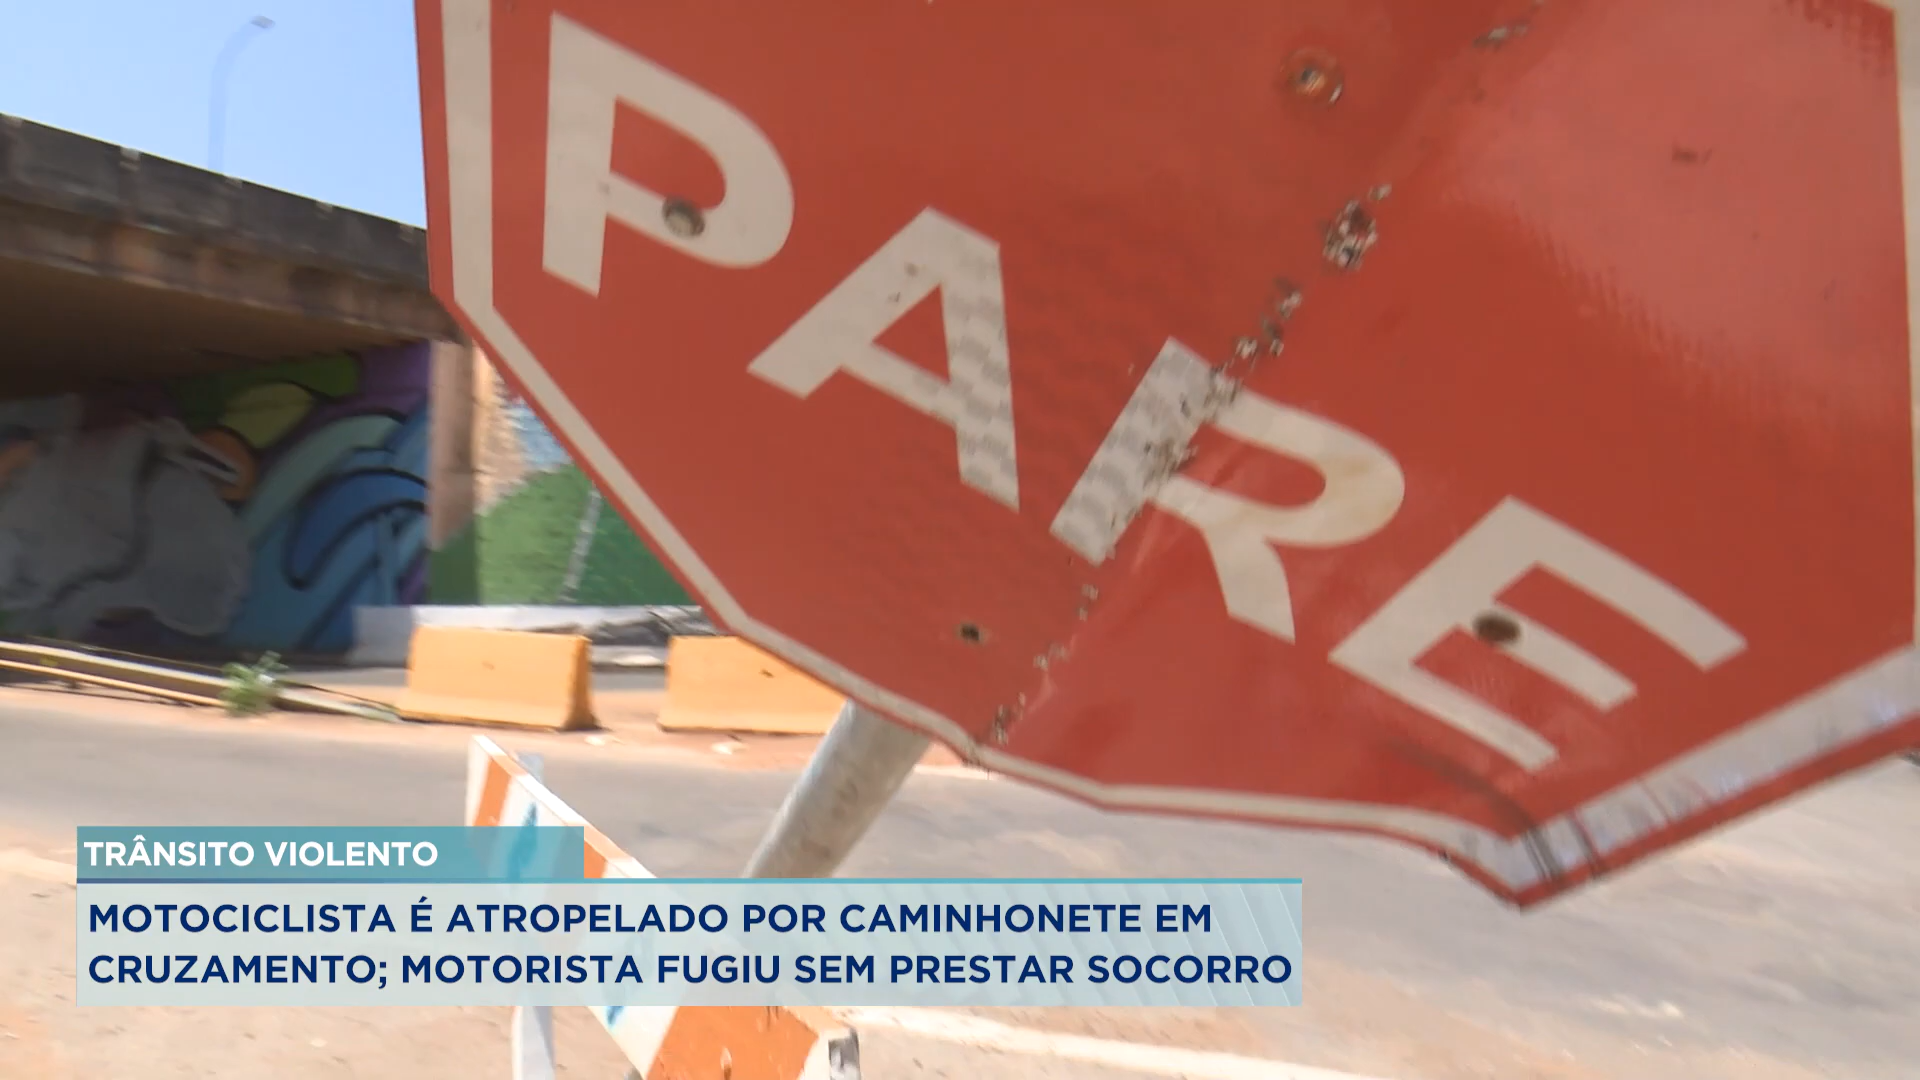 PARE
TRÂNSITO VIOLENTO
MOTOCICLISTA É ATROPELADO POR CAMINHONETE EM
CRUZAMENTO; MOTORISTA FUGIU SEM PRESTAR SOCORRO